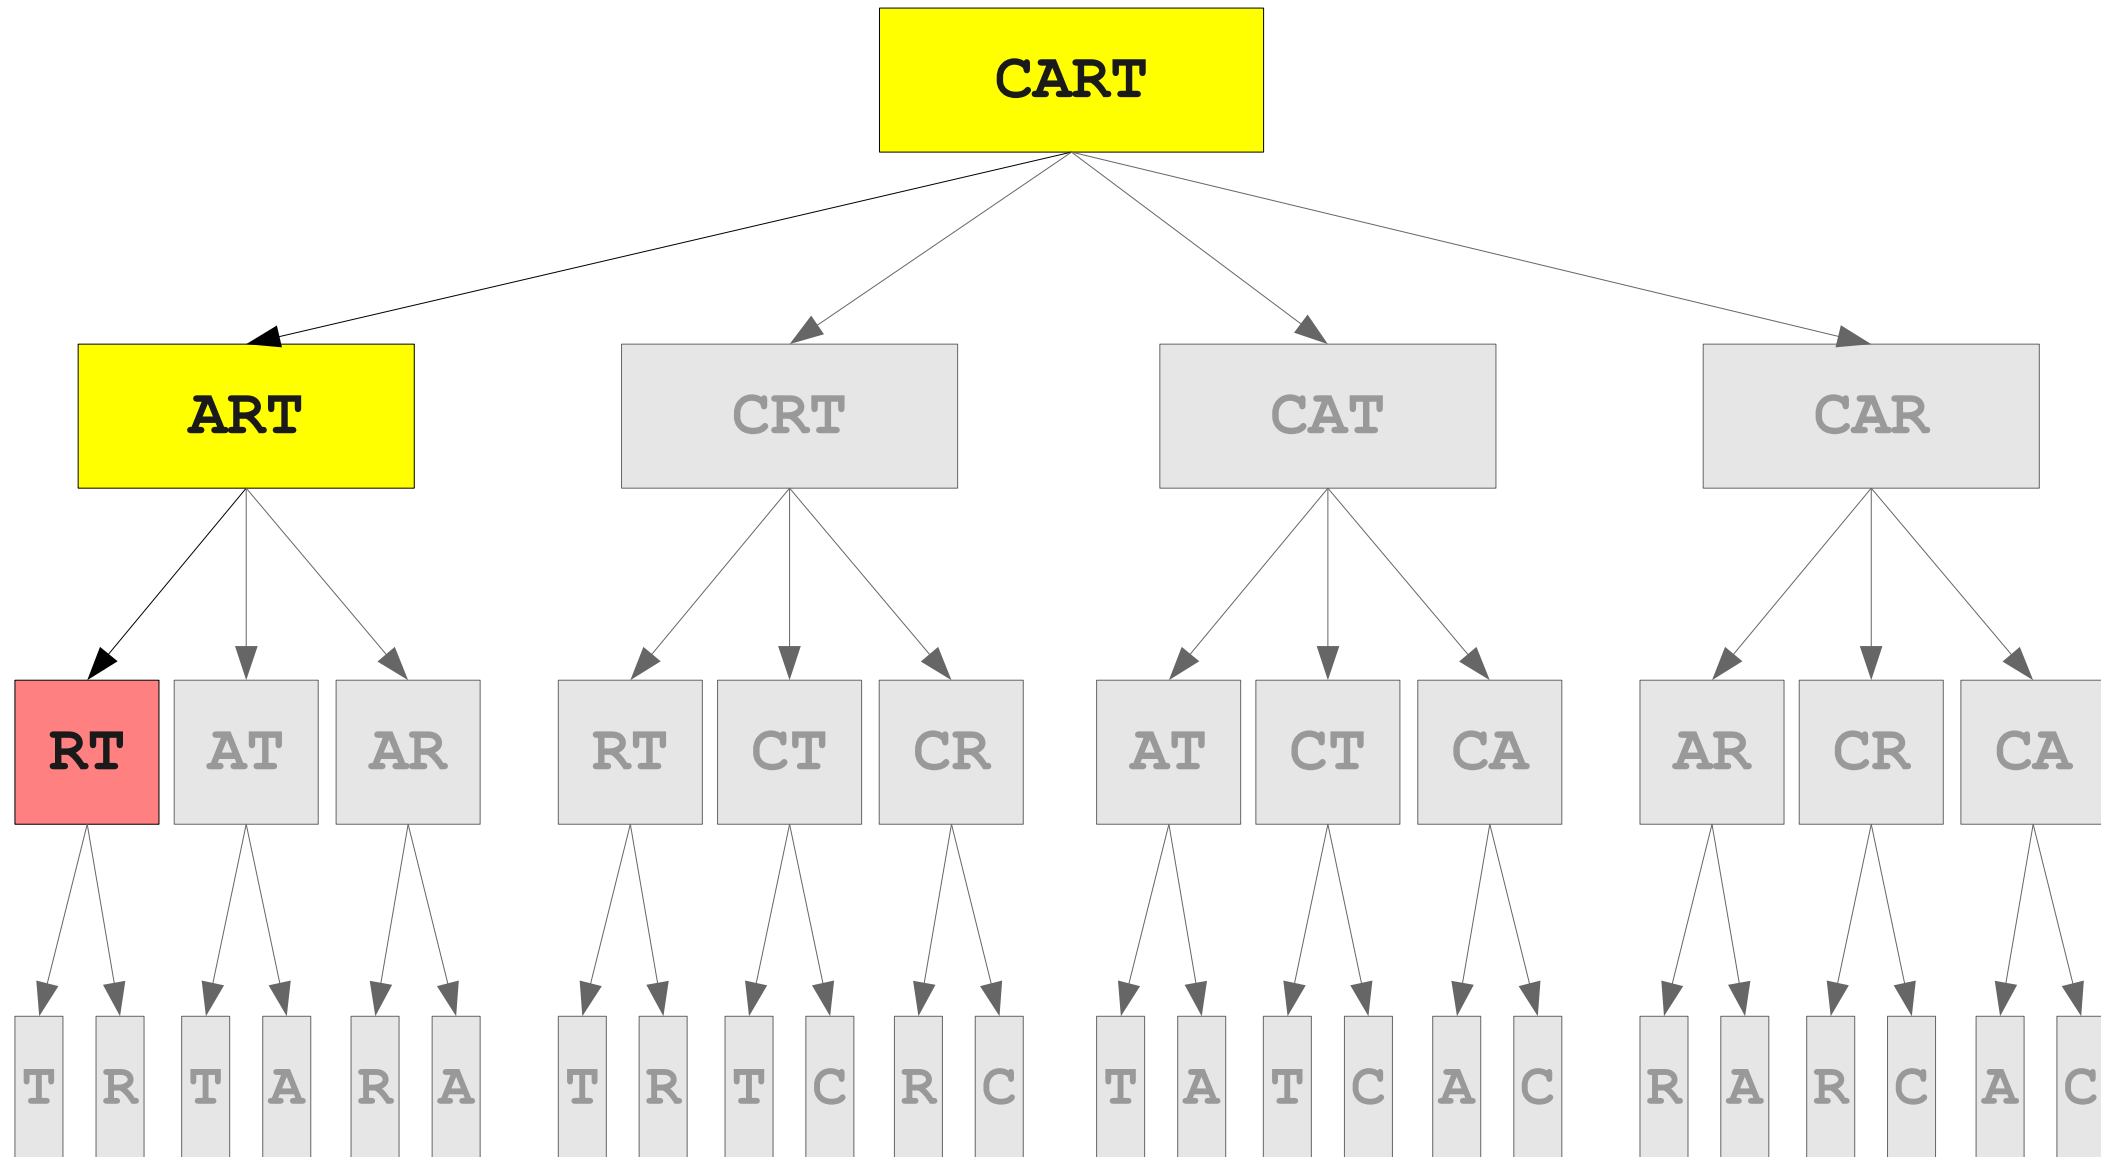 CART
ART CRT CAT CAR
RT AT AR RT CT CR AT CT CA AR CR CA
T R T A R A T R T C R C T A T C A C R A R C A C